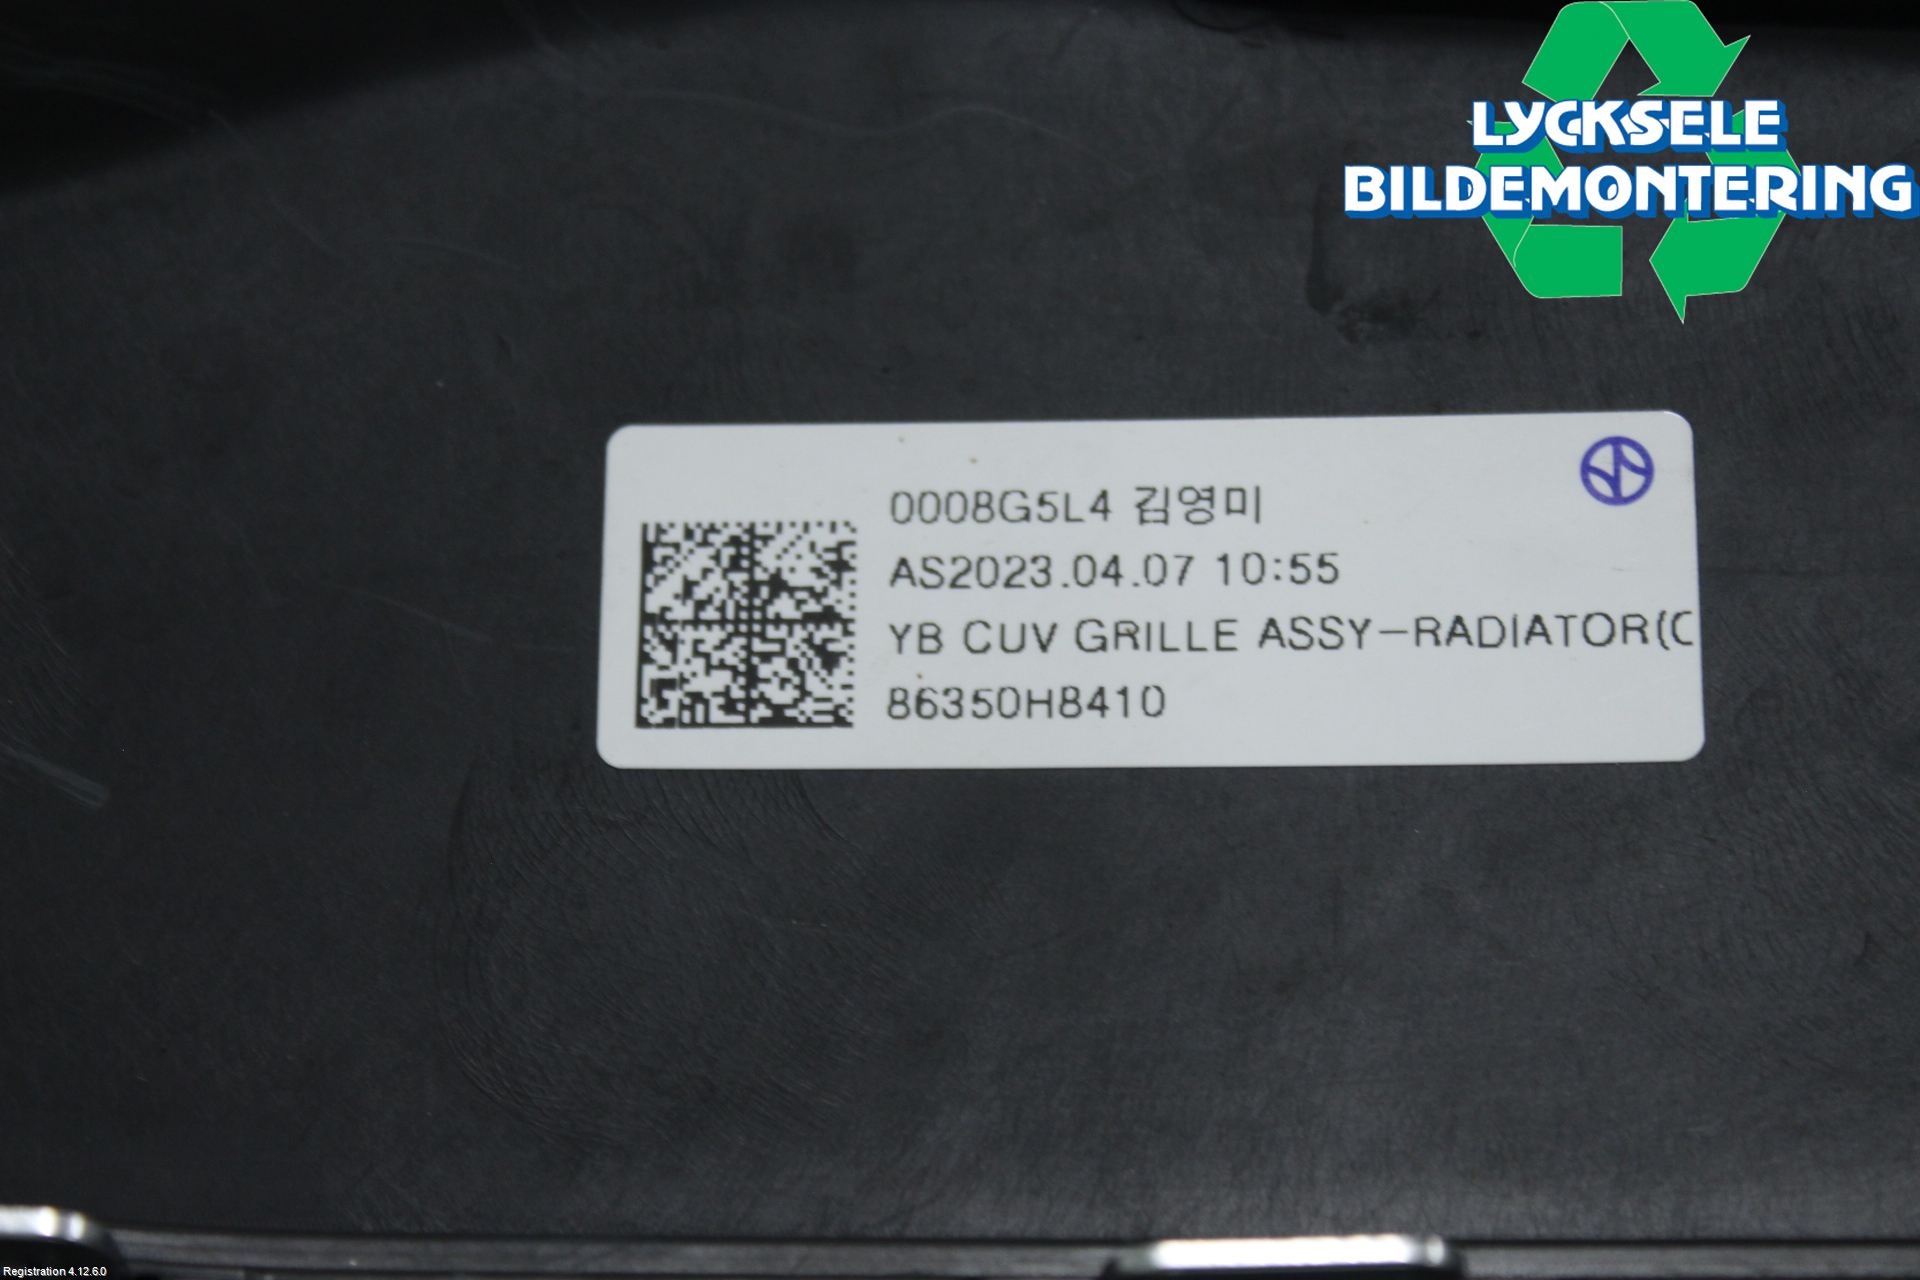 LYCKSELE
BILDEMONTERING
0008G5L4 김영미
AS2023.04.07 10:55
YB CUV GRILLE ASSY-RADIATOR(C
86350H8410
Registration 4.12.6.0